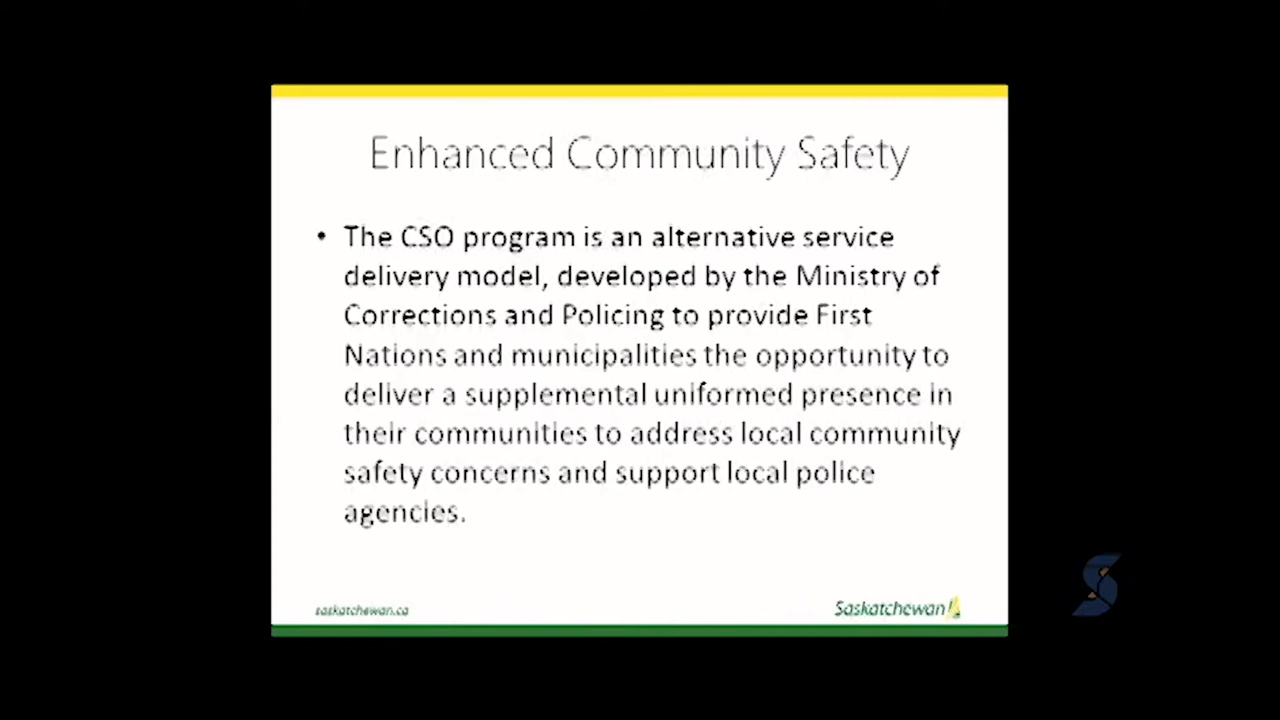 Enhanced Community Safety
• The CSO program is an alternative service
delivery model, developed by the Ministry of
Corrections and Policing to provide First
Nations and municipalities the opportunity to
deliver a supplemental uniformed presence in
their communities to address local community
safety concerns and support local police
agencies.
saskatchewan.ca
Saskatchewan